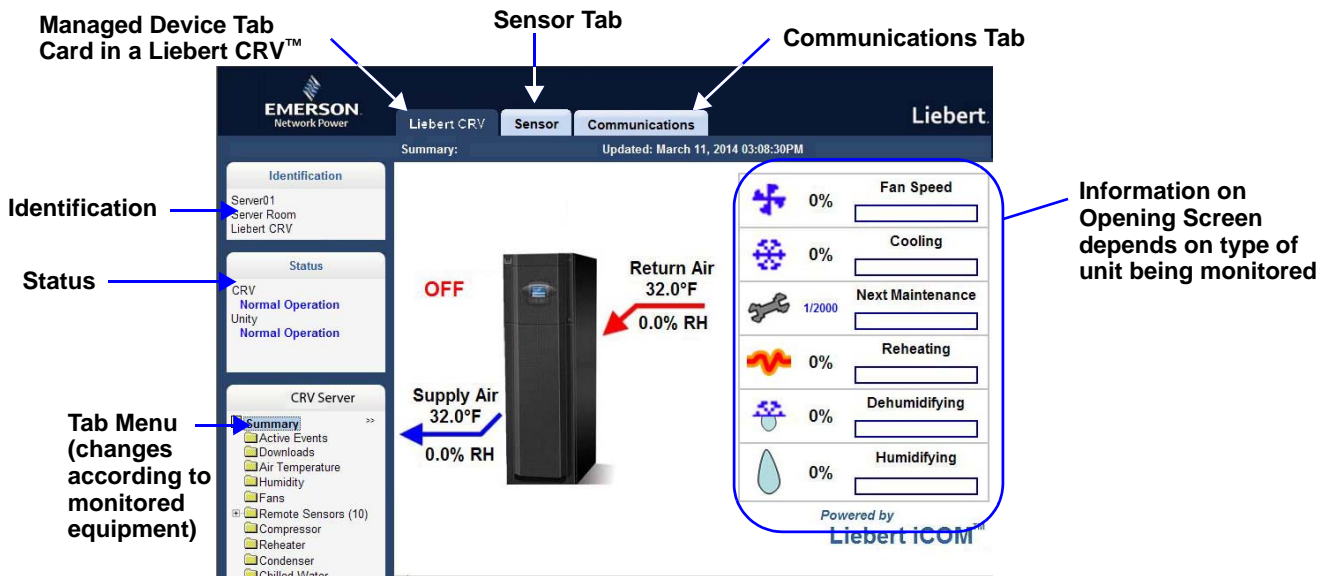 Managed Device Tab
Card in a Liebert CRV™
Sensor Tab
Communications Tab
EMERSON.
Network Power
Liebert CRV
Sensor
Communications
Liebert.
Summary:
Updated: March 11, 2014 03:08:30PM
Identification
Identification
Server01
Server Room
Liebert CRV
Status
Status
CRV
Normal Operation
Unity
Normal Operation
CRV Server
Tab Menu
(changes
according to
monitored
equipment)
Summary >>
Active Events
Downloads
Air Temperature
Humidity
Fans
Remote Sensors (10)
Compressor
Reheater
Condenser
Chilled Water
OFF
Return Air
32.0°F
0.0% RH
Supply Air
32.0°F
0.0% RH
0% Fan Speed
0% Cooling
1/2000 Next Maintenance
0% Reheating
0% Dehumidifying
0% Humidifying
Powered by
Liebert iCOM™
Information on
Opening Screen
depends on type of
unit being monitored